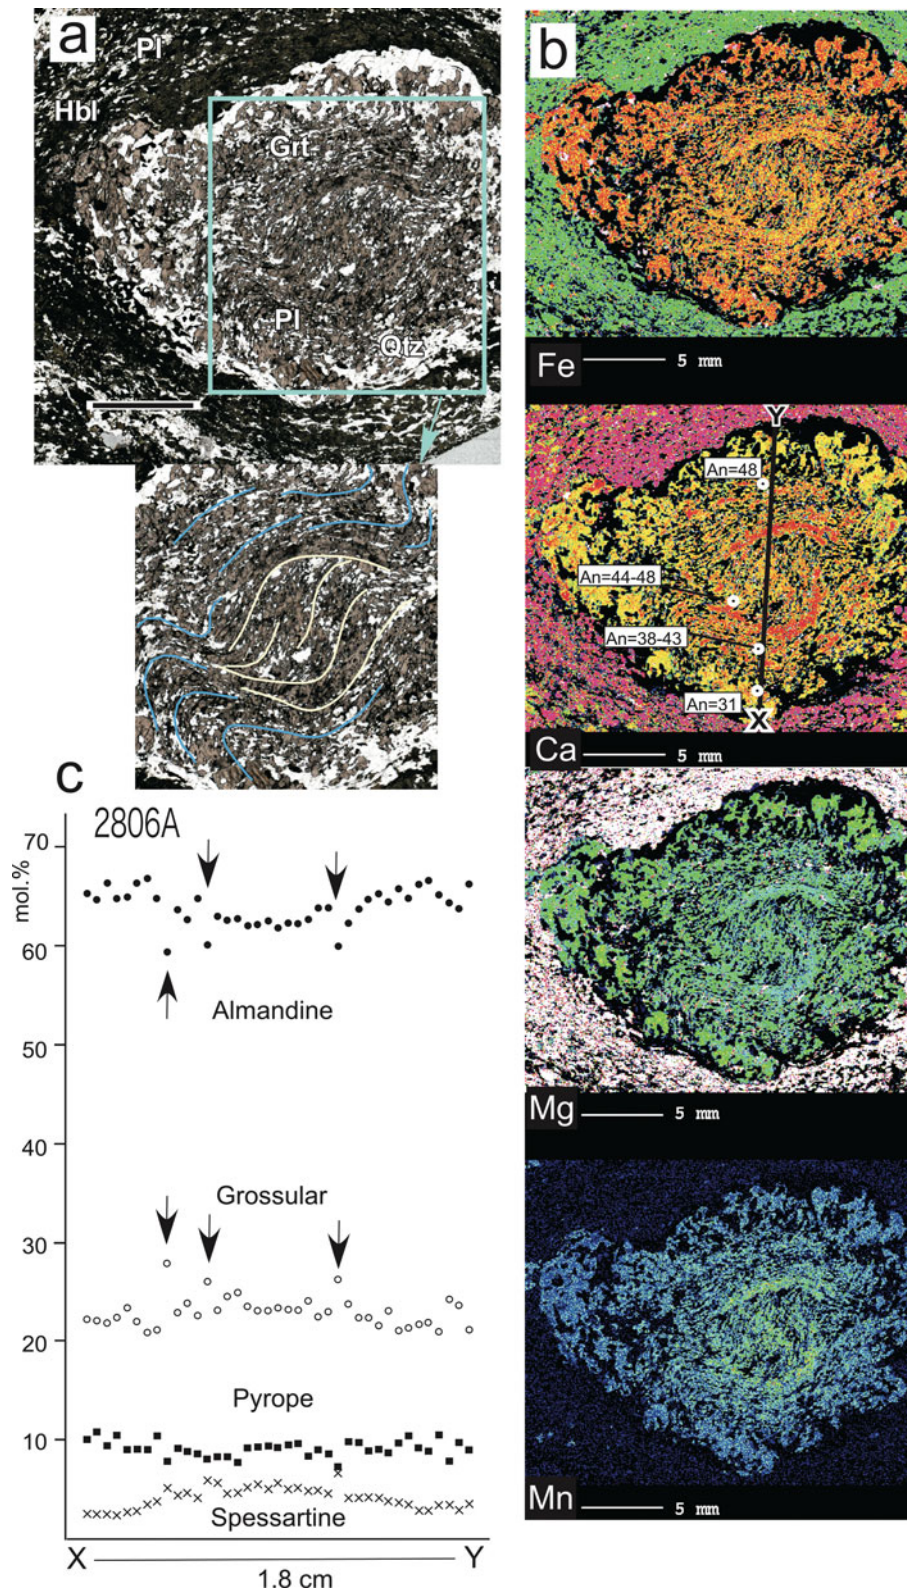 a
Pl
Hbl
Grt
Pl
Qtz
b
Fe
5 mm
Y
An=48
An=44-48
An=38-43
An=31
X
Ca
5 mm
Mg
5 mm
Mn
5 mm
c
2806A
mol.%
70
60
50
40
30
20
10
Almandine
Grossular
Pyrope
Spessartine
X
Y
1.8 cm